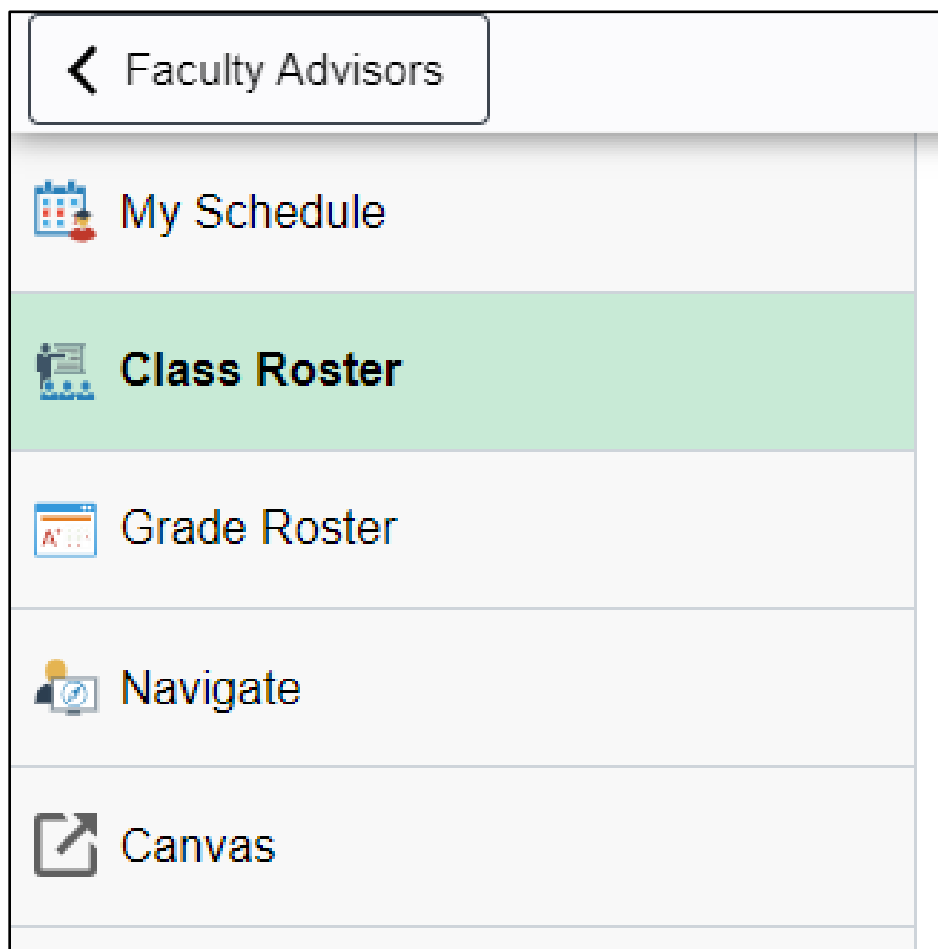 Faculty Advisors
My Schedule
Class Roster
Grade Roster
Navigate
Canvas